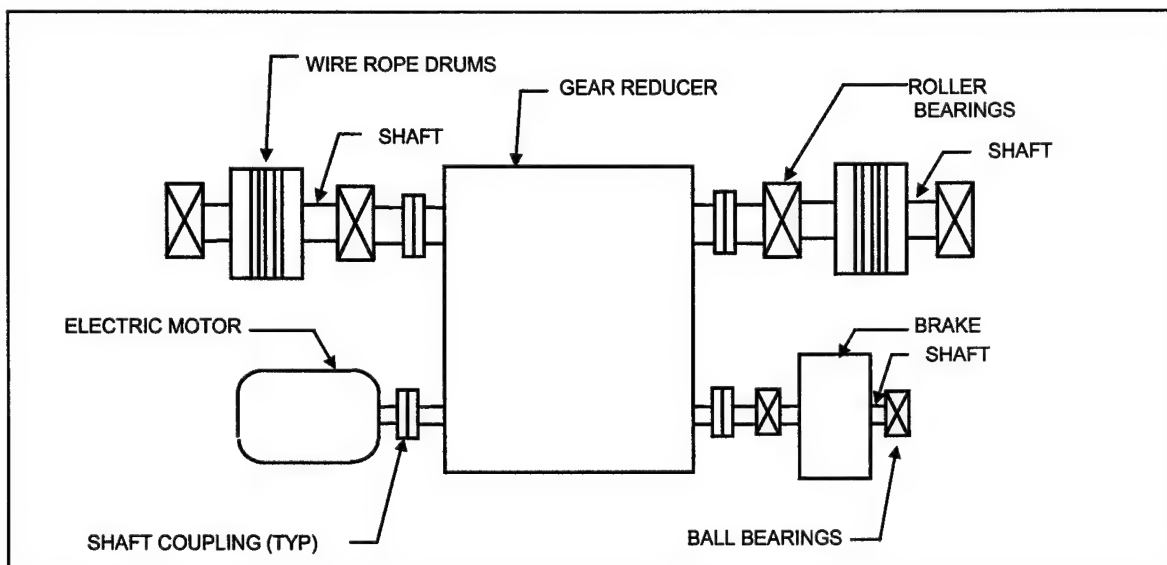 WIRE ROPE DRUMS
GEAR REDUCER
ROLLER
BEARINGS
SHAFT
SHAFT
ELECTRIC MOTOR
BRAKE
SHAFT
SHAFT COUPLING (TYP)
BALL BEARINGS